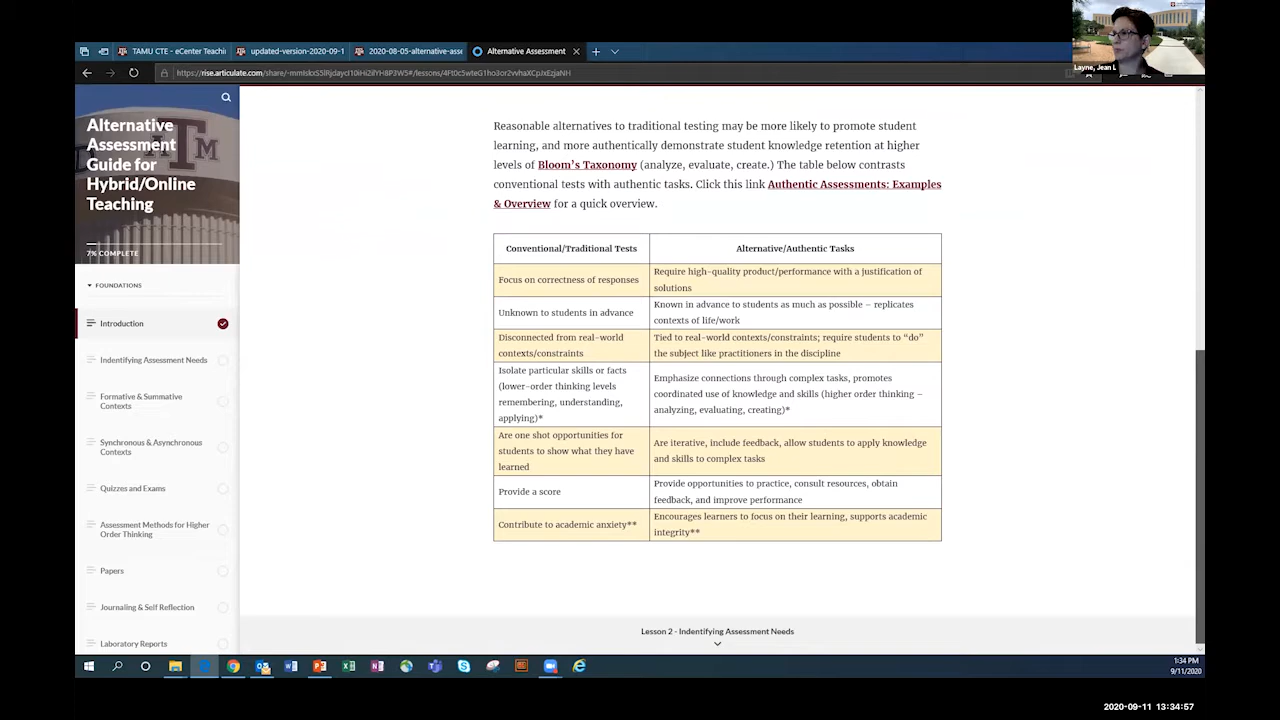 TAMU CTE - eCenter Teachi
updated-version-2020-09-1
2020-08-05-alternative-asse
Alternative Assessment
Layne, Jean L
Alternative
Assessment
Guide for
Hybrid/Online
Teaching
7% COMPLETE
FOUNDATIONS
Introduction
Indentifying Assessment Needs
Formative & Summative
Contexts
Synchronous & Asynchronous
Contexts
Quizzes and Exams
Assessment Methods for Higher
Order Thinking
Papers
Journaling & Self Reflection
Laboratory Reports
Reasonable alternatives to traditional testing may be more likely to promote student
learning, and more authentically demonstrate student knowledge retention at higher
levels of Bloom's Taxonomy (analyze, evaluate, create.) The table below contrasts
conventional tests with authentic tasks. Click this link Authentic Assessments: Examples
& Overview for a quick overview.
Conventional/Traditional Tests
Alternative/Authentic Tasks
Focus on correctness of responses
Require high-quality product/performance with a justification of
solutions
Unknown to students in advance
Known in advance to students as much as possible – replicates
contexts of life/work
Disconnected from real-world
contexts/constraints
Tied to real-world contexts/constraints; require students to “do”
the subject like practitioners in the discipline
Isolate particular skills or facts
(lower-order thinking levels
remembering, understanding,
applying)*
Emphasize connections through complex tasks, promotes
coordinated use of knowledge and skills (higher order thinking –
analyzing, evaluating, creating)*
Are one shot opportunities for
students to show what they have
learned
Are iterative, include feedback, allow students to apply knowledge
and skills to complex tasks
Provide a score
Provide opportunities to practice, consult resources, obtain
feedback, and improve performance
Contribute to academic anxiety**
Encourages learners to focus on their learning, supports academic
integrity**
Lesson 2 - Indentifying Assessment Needs
1:34 PM
9/11/2020
2020-09-11 13:34:57